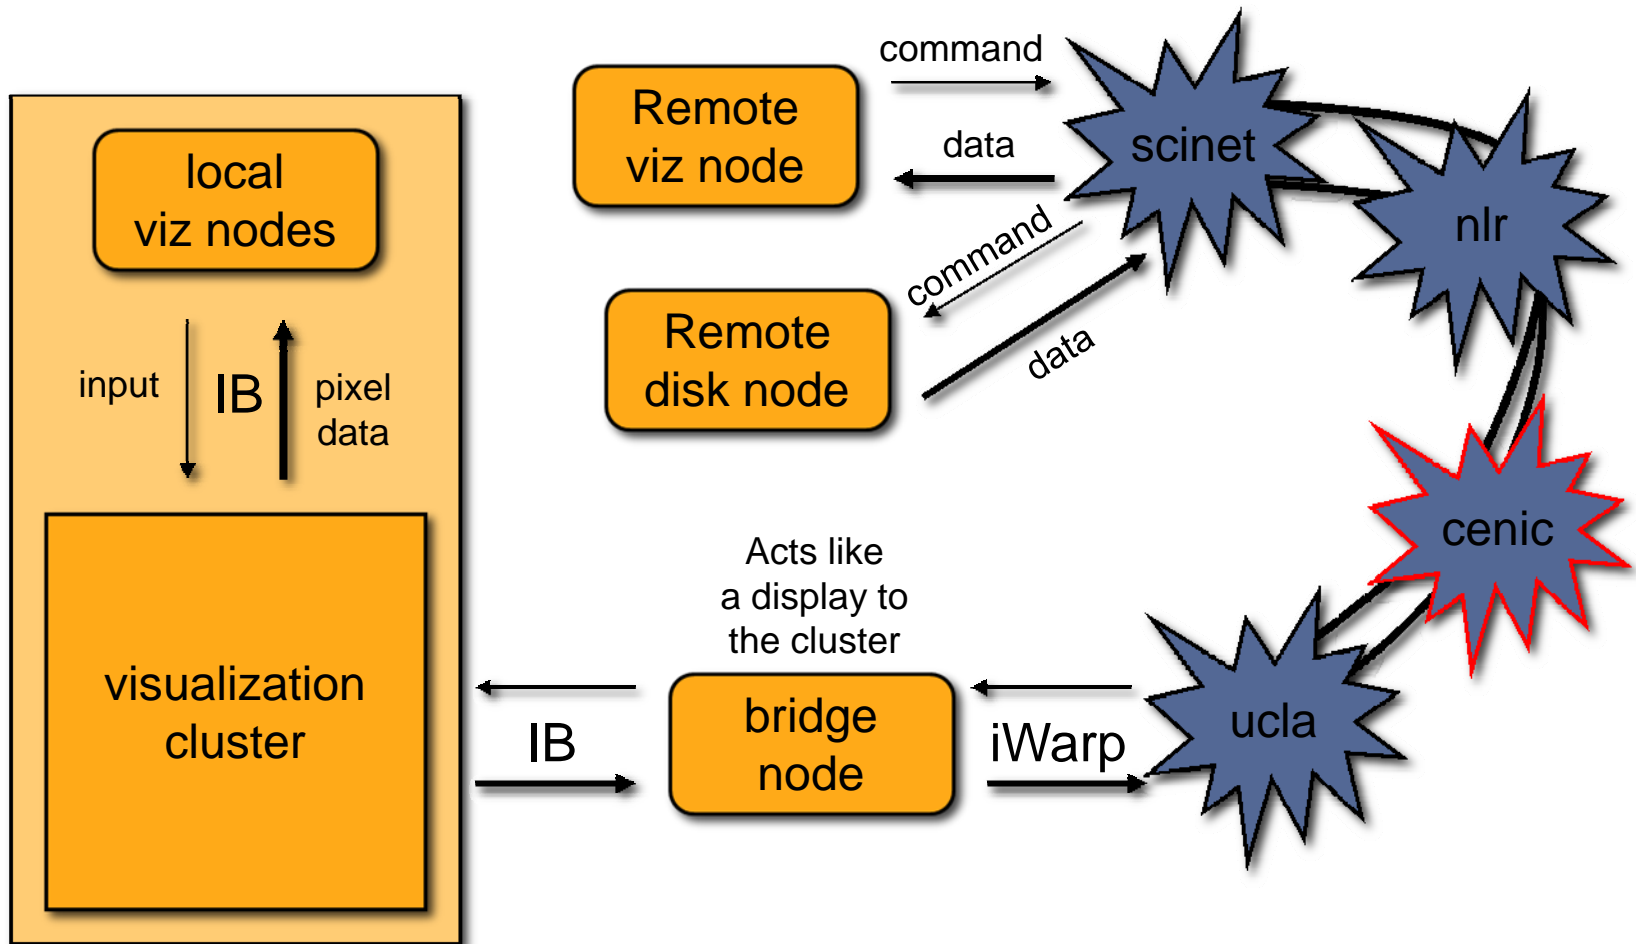 local
viz nodes
input
IB
pixel
data
visualization
cluster
command
Remote
viz node
data
scinet
nlr
command
Remote
disk node
data
cenic
Acts like
a display to
the cluster
IB
bridge
node
iWarp
ucla